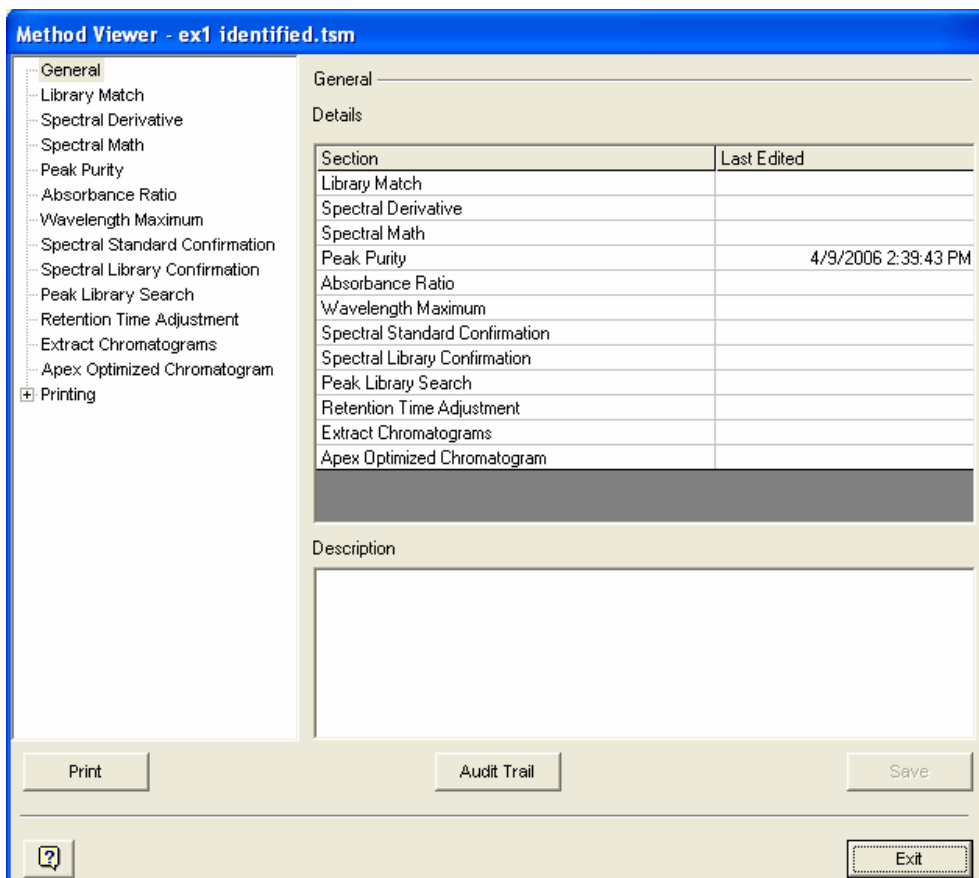 Method Viewer - ex1 identified.tsm
General
Library Match
Spectral Derivative
Spectral Math
Peak Purity
Absorbance Ratio
Wavelength Maximum
Spectral Standard Confirmation
Spectral Library Confirmation
Peak Library Search
Retention Time Adjustment
Extract Chromatograms
Apex Optimized Chromatogram
Printing
General
Details
Section Last Edited
Library Match
Spectral Derivative
Spectral Math
Peak Purity 4/9/2006 2:39:43 PM
Absorbance Ratio
Wavelength Maximum
Spectral Standard Confirmation
Spectral Library Confirmation
Peak Library Search
Retention Time Adjustment
Extract Chromatograms
Apex Optimized Chromatogram
Description
Print Audit Trail Save
? Exit